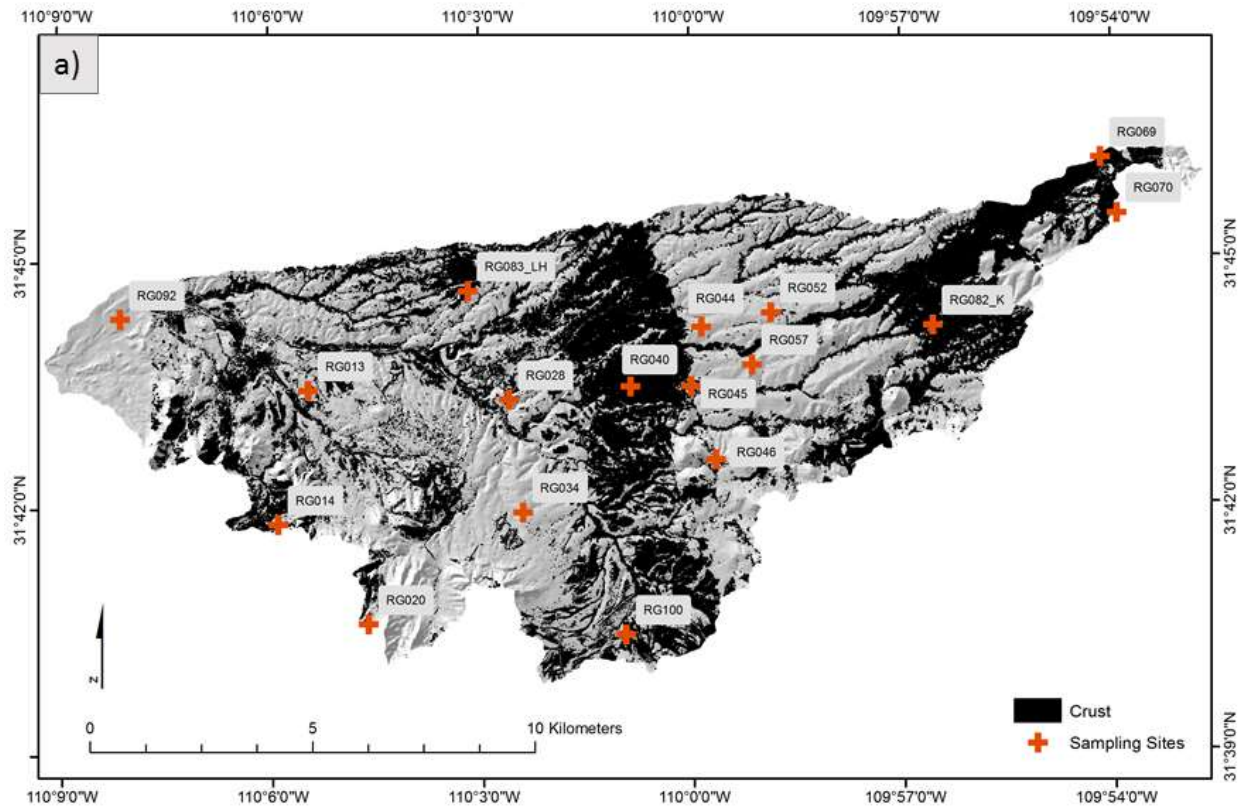 110°9'0"W 110°6'0"W 110°3'0"W 110°0'0"W 109°57'0"W 109°54'0"W
a)
RG069
RG070
31°45'0"N
31°45'0"N
RG083_LH
RG092
RG044
RG052
RG082_K
RG057
RG013
RG028
RG040
RG045
RG046
RG034
RG014
31°42'0"N
31°42'0"N
RG020
RG100
z
0 5 10 Kilometers
Crust
Sampling Sites
31°39'0"N
110°9'0"W 110°6'0"W 110°3'0"W 110°0'0"W 109°57'0"W 109°54'0"W